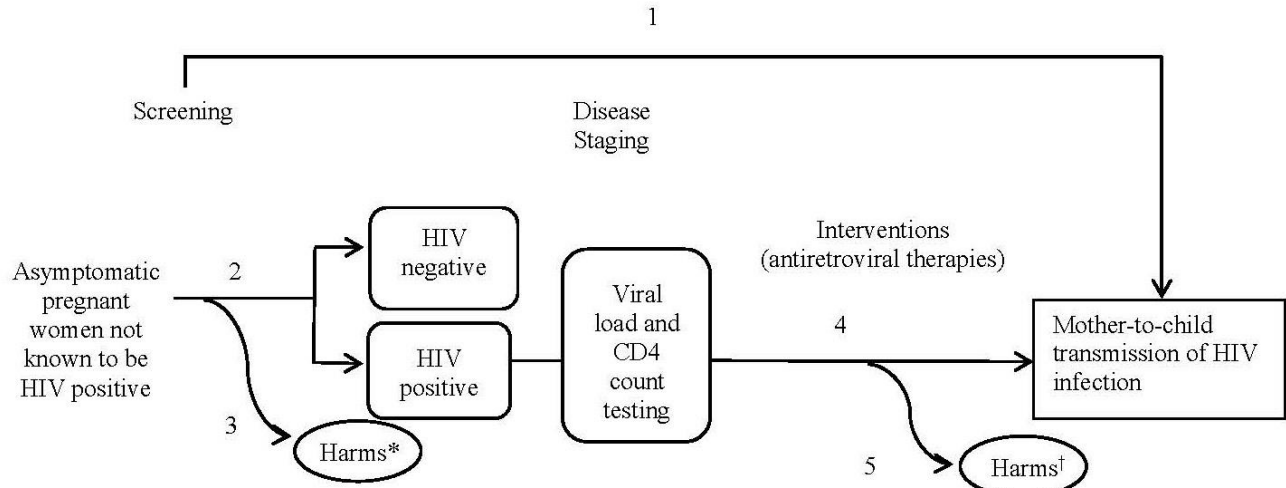 1
Screening
Disease
Staging
Asymptomatic
pregnant
women not
known to be
HIV positive
2
3
HIV
negative
HIV
positive
Harms*
Viral
load and
CD4
count
testing
Interventions
(antiretroviral therapies)
4
5
Harms†
Mother-to-child
transmission of HIV
infection